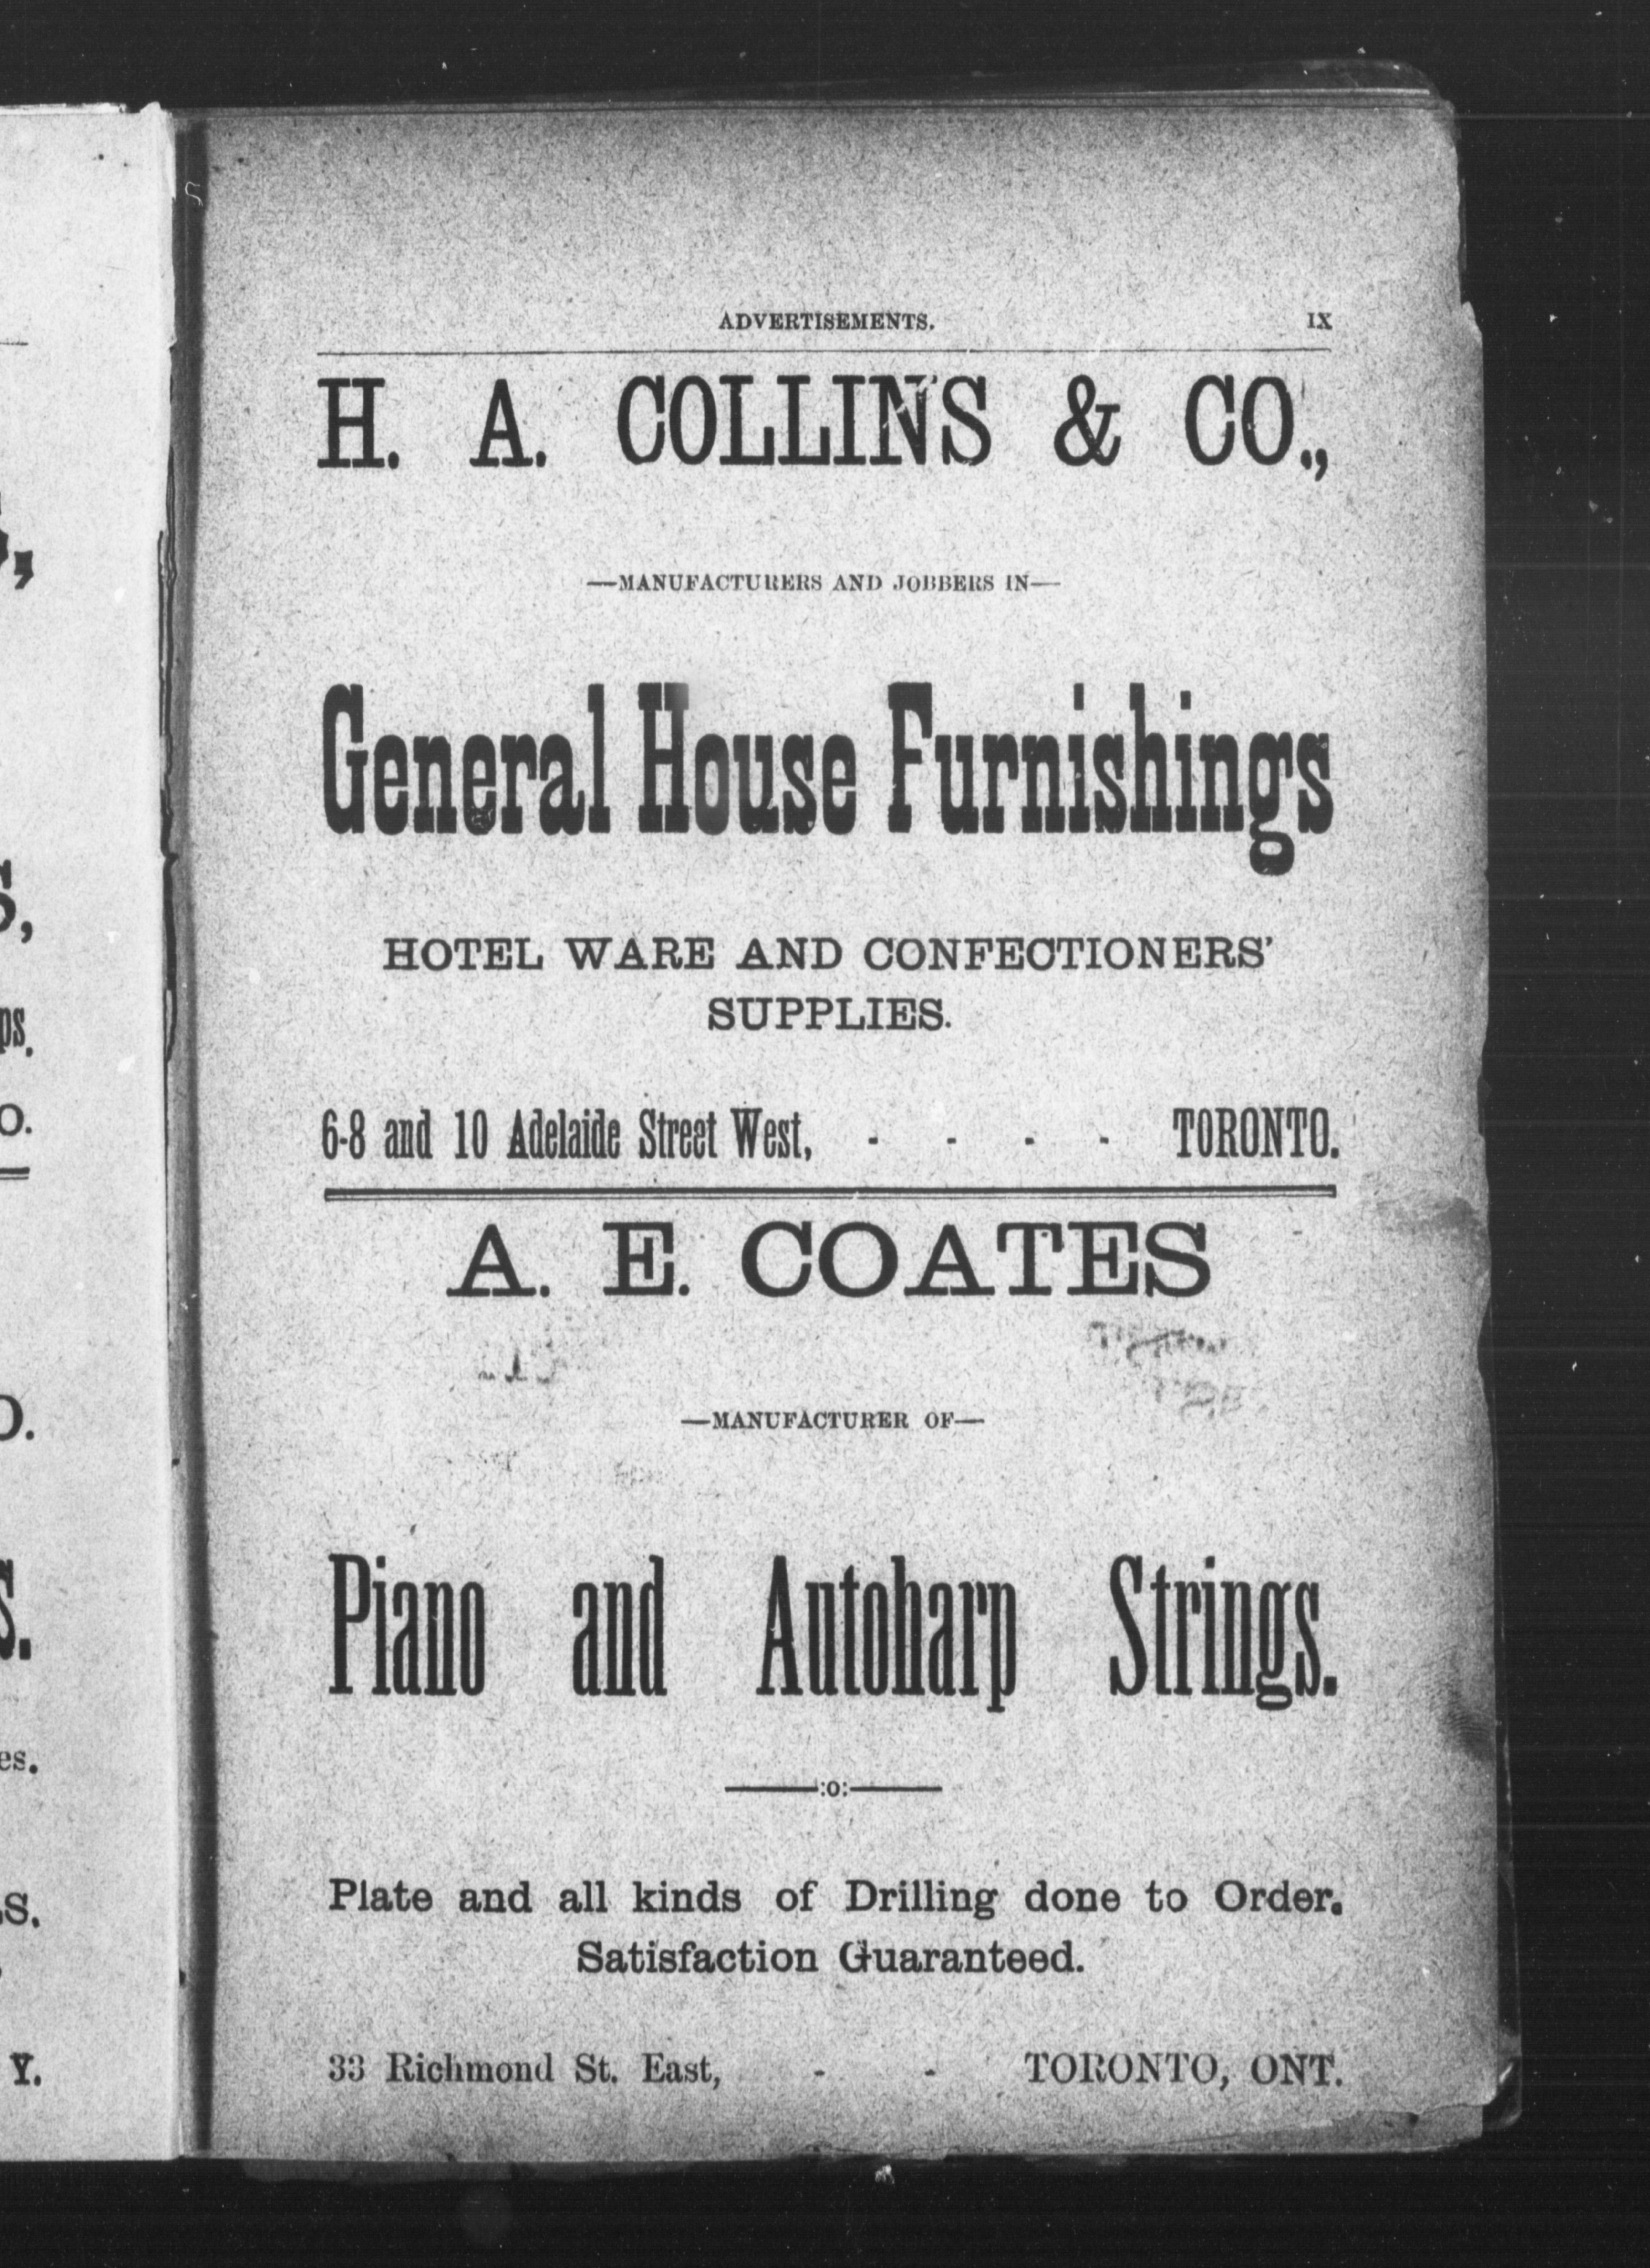 ADVERTISEMENTS. IX
H. A. COLLINS & CO.,
—MANUFACTURERS AND JOBBERS IN—
General House Furnishings
HOTEL WARE AND CONFECTIONERS'
SUPPLIES.
6-8 and 10 Adelaide Street West, - - - - TORONTO.
A. E. COATES
—MANUFACTURER OF—
Piano and Autoharp Strings.
——:o:——
Plate and all kinds of Drilling done to Order.
Satisfaction Guaranteed.
33 Richmond St. East, - - TORONTO, ONT.